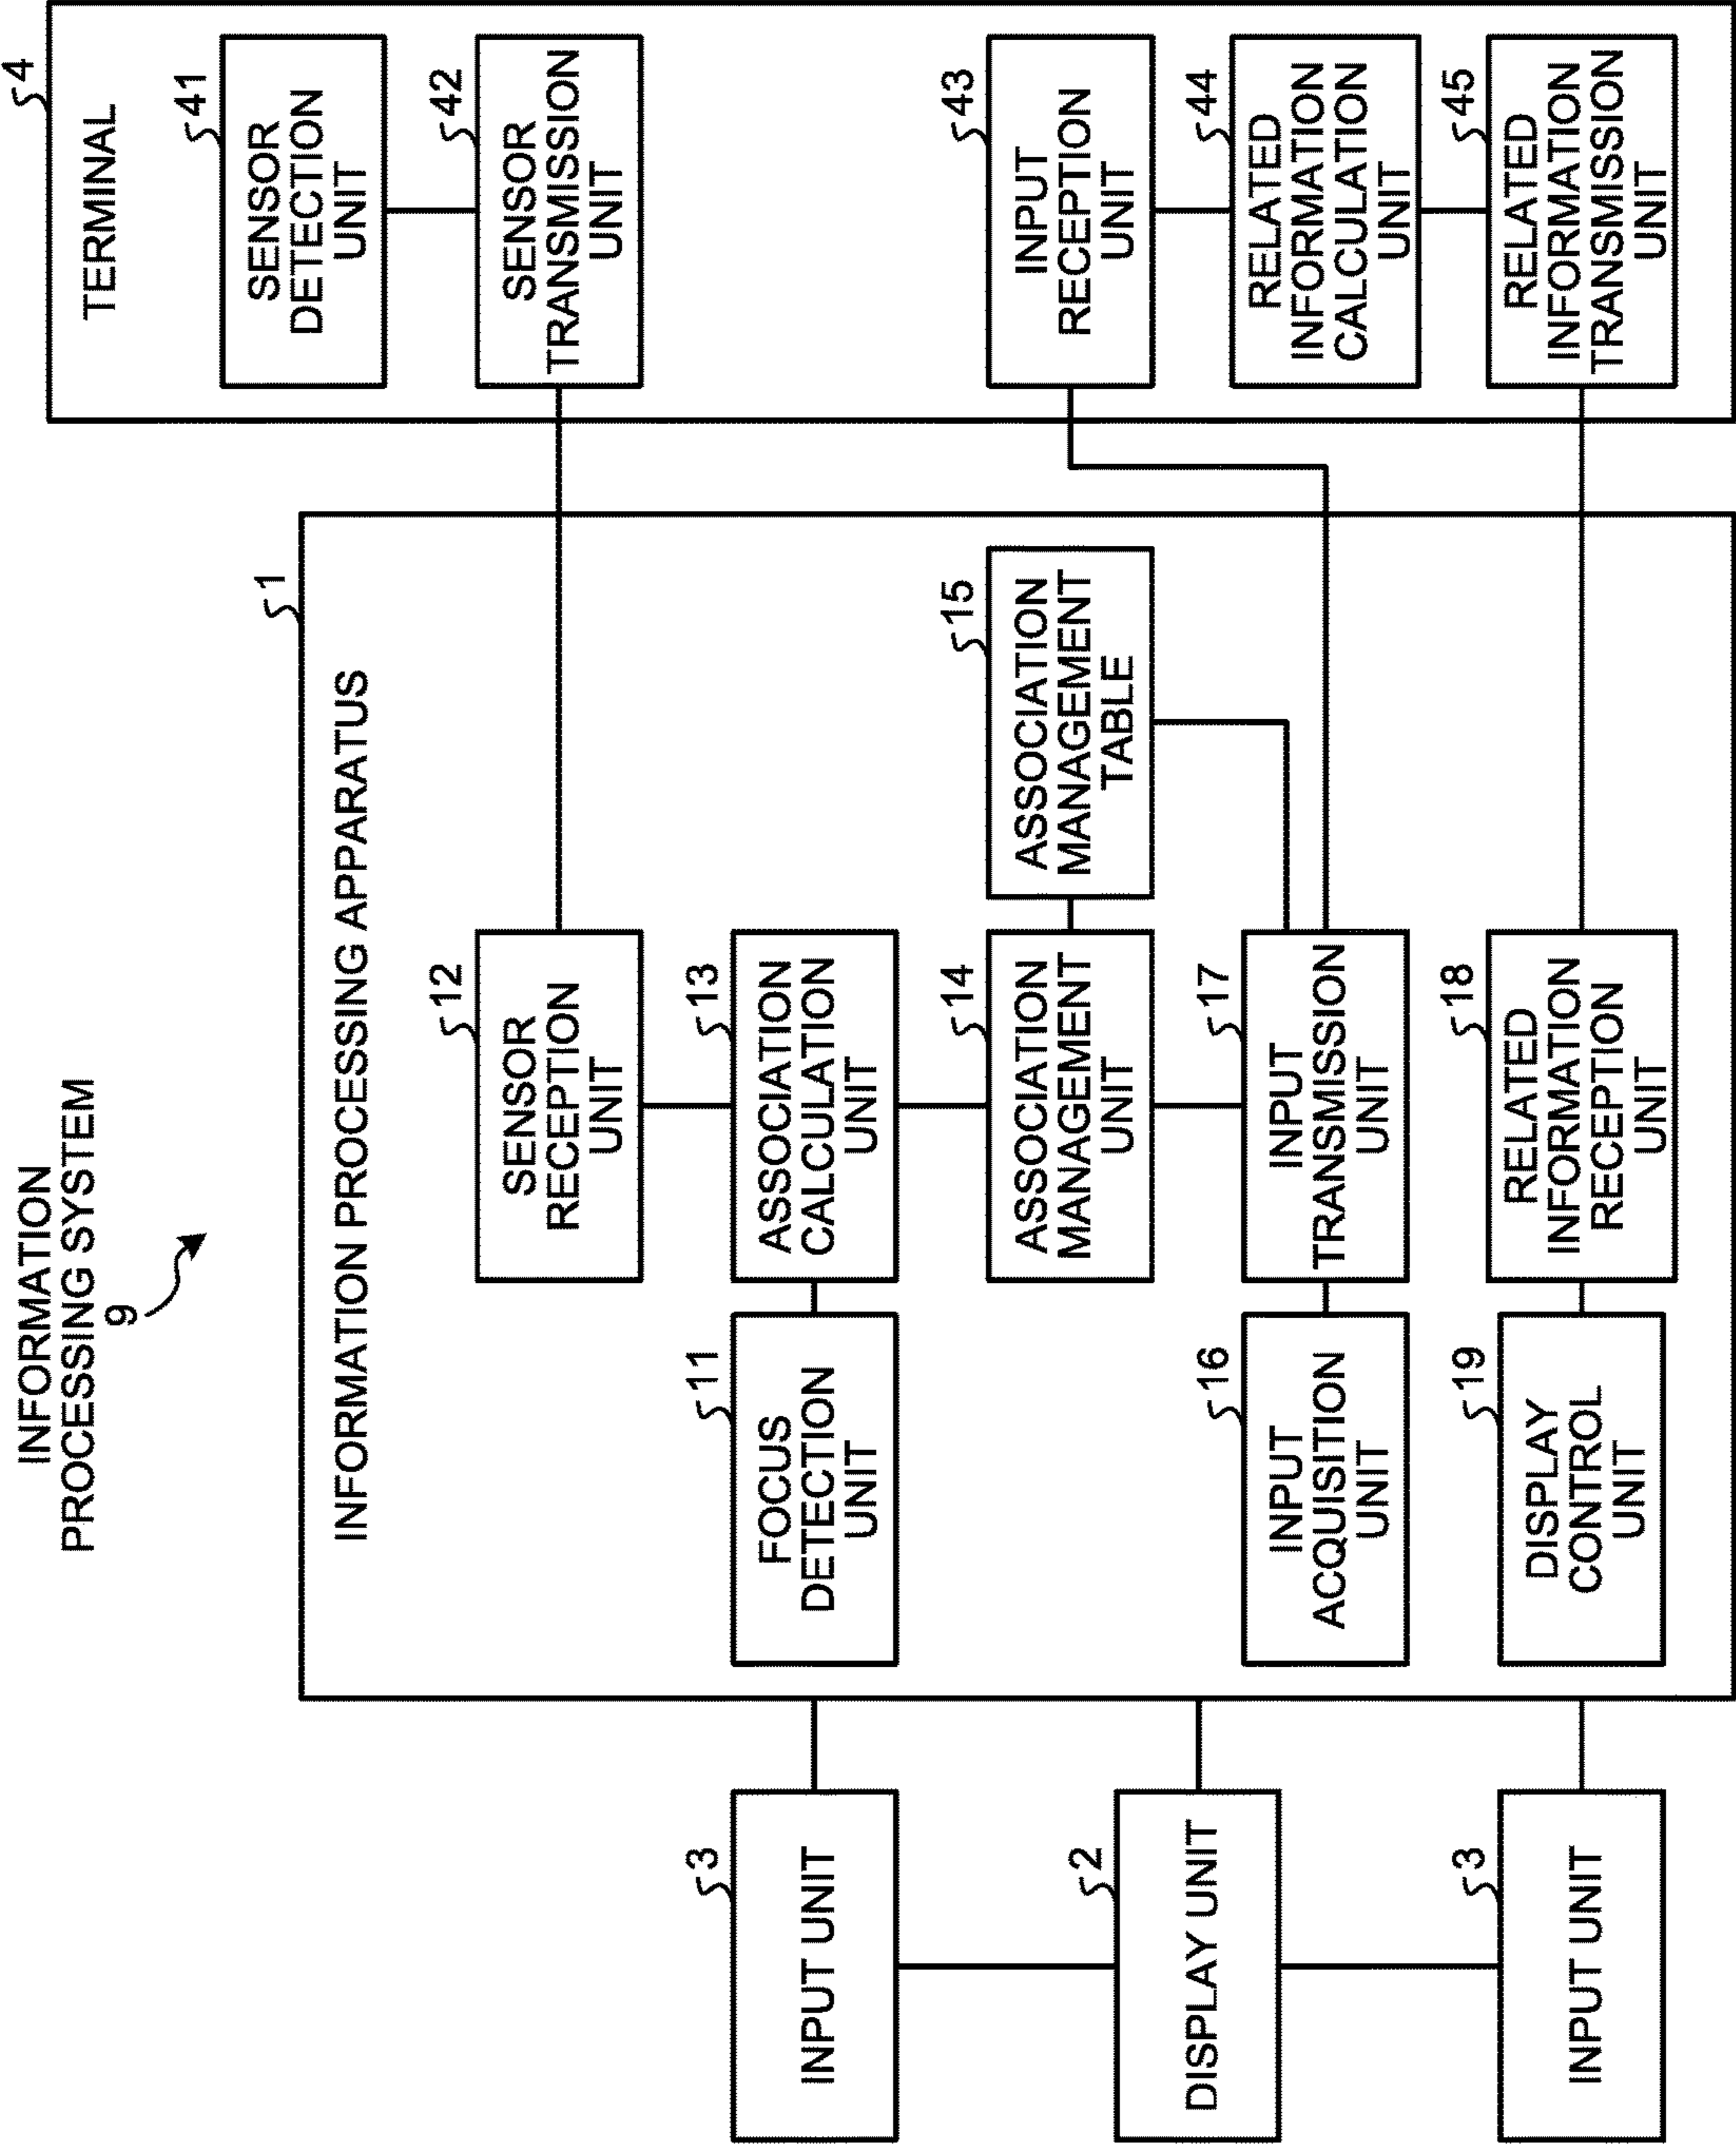 INFORMATION
PROCESSING SYSTEM
9
3
INPUT UNIT
2
DISPLAY UNIT
3
INPUT UNIT
1
INFORMATION PROCESSING APPARATUS
11
FOCUS
DETECTION
UNIT
16
INPUT
ACQUISITION
UNIT
19
DISPLAY
CONTROL
UNIT
12
SENSOR
RECEPTION
UNIT
13
ASSOCIATION
CALCULATION
UNIT
14
ASSOCIATION
MANAGEMENT
UNIT
17
INPUT
TRANSMISSION
UNIT
18
RELATED
INFORMATION
RECEPTION
UNIT
15
ASSOCIATION
MANAGEMENT
TABLE
4
TERMINAL
41
SENSOR
DETECTION
UNIT
42
SENSOR
TRANSMISSION
UNIT
43
INPUT
RECEPTION
UNIT
44
RELATED
INFORMATION
CALCULATION
UNIT
45
RELATED
INFORMATION
TRANSMISSION
UNIT